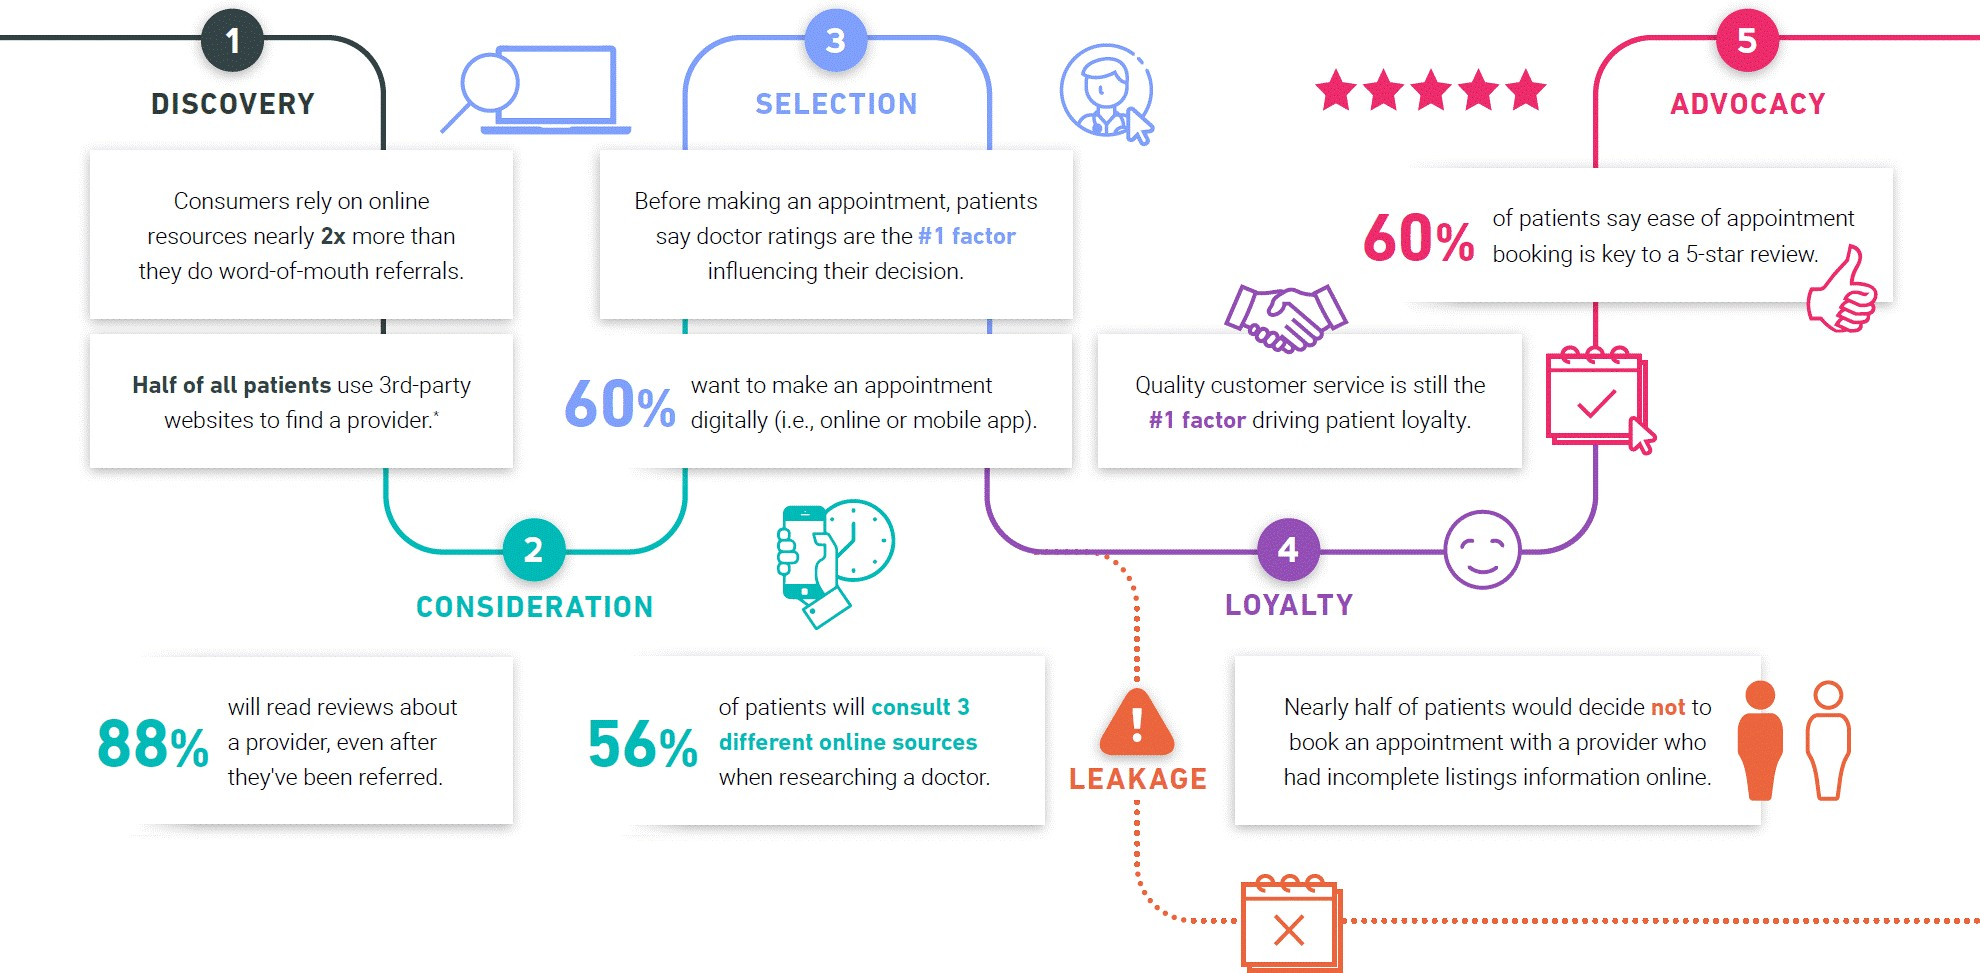 1
DISCOVERY
Consumers rely on online
resources nearly 2x more than
they do word-of-mouth referrals.
Half of all patients use 3rd-party
websites to find a provider.*
2
CONSIDERATION
88%
will read reviews about
a provider, even after
they've been referred.
56%
of patients will consult 3
different online sources
when researching a doctor.
3
SELECTION
Before making an appointment, patients
say doctor ratings are the #1 factor
influencing their decision.
60%
want to make an appointment
digitally (i.e., online or mobile app).
4
LOYALTY
Quality customer service is still the
#1 factor driving patient loyalty.
!
LEAKAGE
Nearly half of patients would decide not to
book an appointment with a provider who
had incomplete listings information online.
5
ADVOCACY
60%
of patients say ease of appointment
booking is key to a 5-star review.